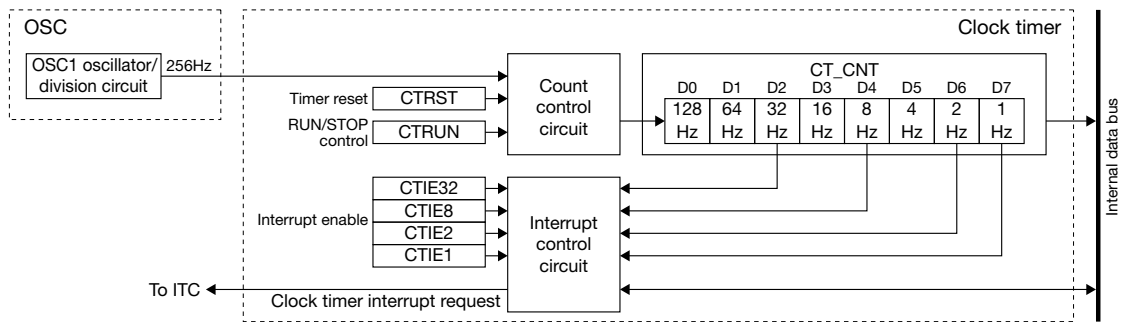 OSC
Clock timer
OSC1 oscillator/
division circuit
256Hz
Timer reset
CTRST
RUN/STOP
control
CTRUN
Count
control
circuit
CT_CNT
D0 D1 D2 D3 D4 D5 D6 D7
128 64 32 16 8 4 2 1
Hz Hz Hz Hz Hz Hz Hz Hz
Internal data bus
Interrupt enable
CTIE32
CTIE8
CTIE2
CTIE1
Interrupt
control
circuit
To ITC
Clock timer interrupt request